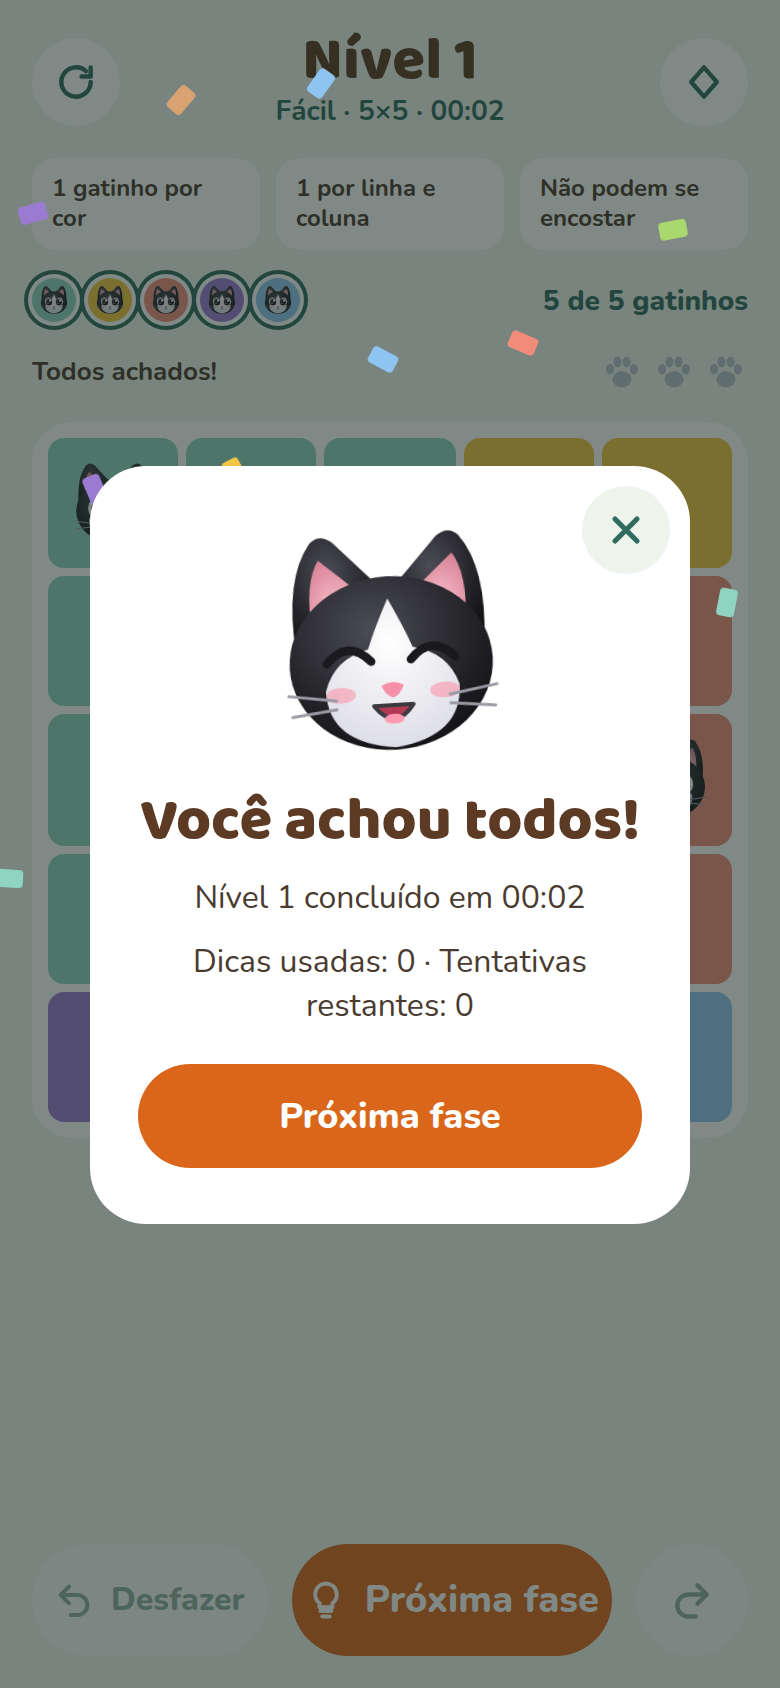 Nível 1
Fácil · 5×5 · 00:02
1 gatinho por
cor
1 por linha e
coluna
Não podem se
encostar
5 de 5 gatinhos
Todos achados!
Você achou todos!
Nível 1 concluído em 00:02
Dicas usadas: 0 · Tentativas
restantes: 0
Próxima fase
Desfazer
Próxima fase